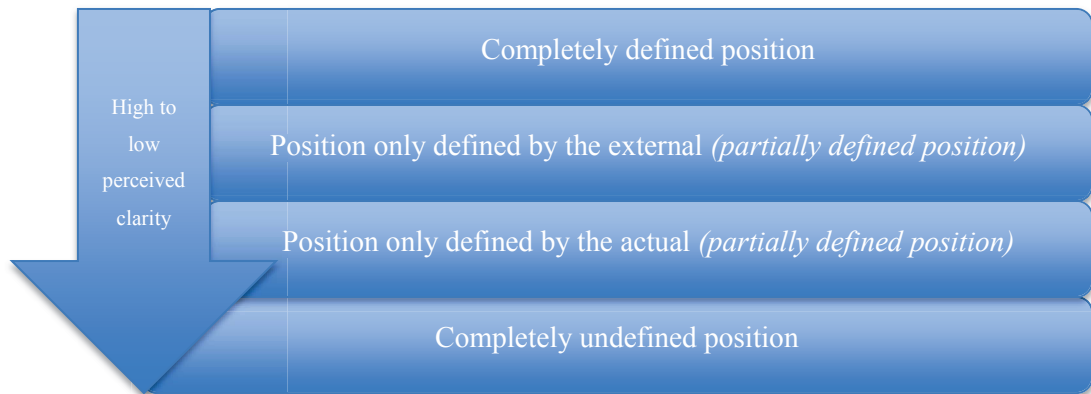 Completely defined position
High to
low
perceived
clarity
Position only defined by the external (partially defined position)
Position only defined by the actual (partially defined position)
Completely undefined position